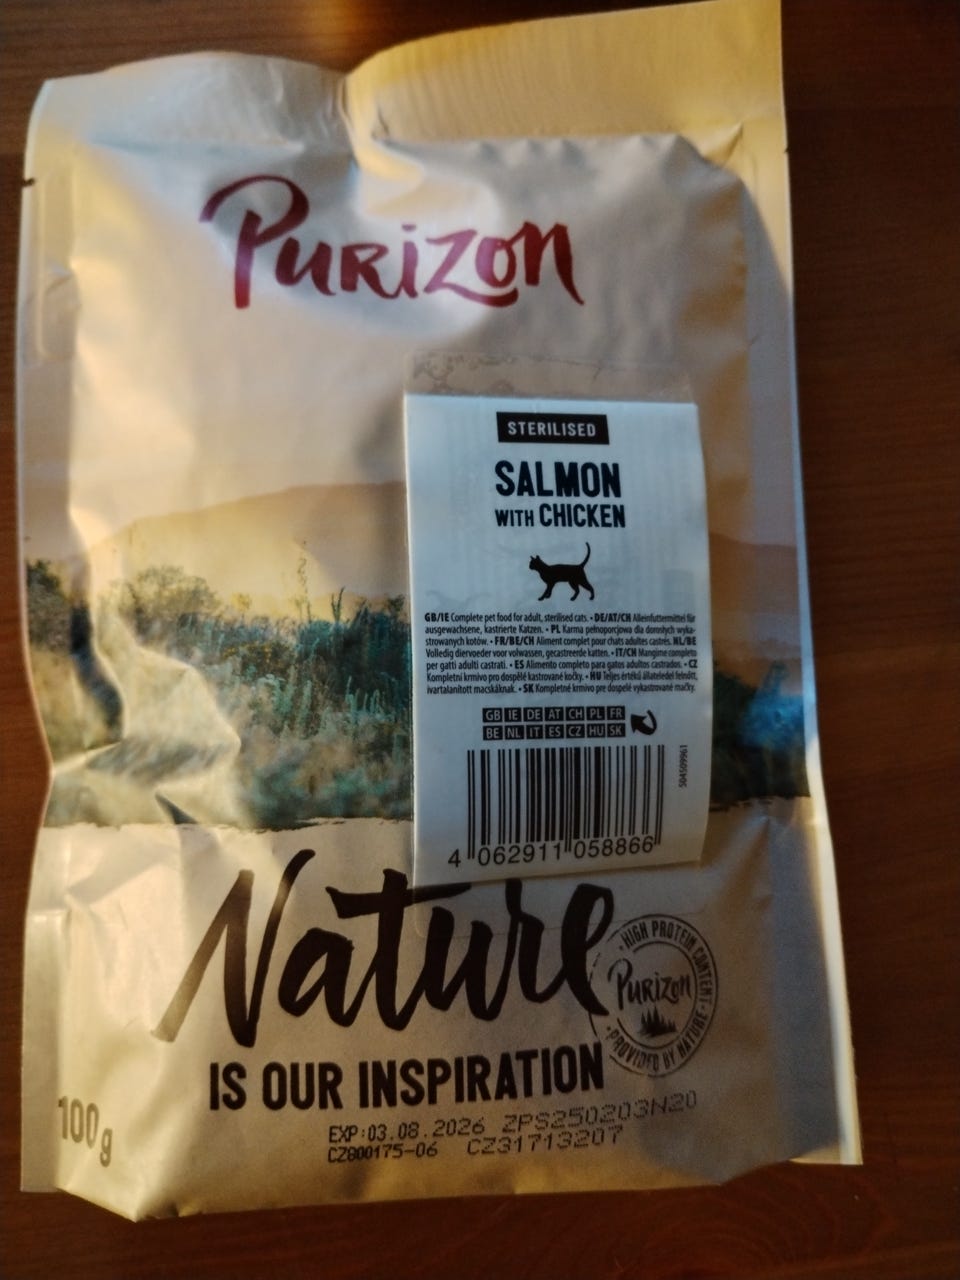 PURIZON
STERILISED
SALMON
WITH CHICKEN
GB/IE Complete pet food for adult, sterilised cats. • DE/AT/CH Alleinfuttermittel für
ausgewachsene, kastrierte Katzen. • PL Karma pełnoporcjowa dla dorosłych wyka-
strowanych kotów. • FR/BE/CH Aliment complet pour chats adultes castrés. NL/BE
Volledig diervoeder voor volwassen, gecastreerde katten. • IT/CH Mangime completo
per gatti adulti castrati. • ES Alimento completo para gatos adultos castrados. • CZ
Kompletní krmivo pro dospělé kastrované kočky. • HU Teljes értékű állateledel felnőtt,
ivartalanított macskáknak. • SK Kompletné krmivo pre dospelé vykastrované mačky.
GB IE DE AT CH PL FR
BE NL IT ES CZ HU SK
504509961
4 062911 058866
Nature
IS OUR INSPIRATION
• HIGH PROTEIN CONTENT •
PURIZON
PROVIDED BY NATURE
100 g
EXP:03.08.2026 ZPS250203N20
CZ800175-06 CZ31713207